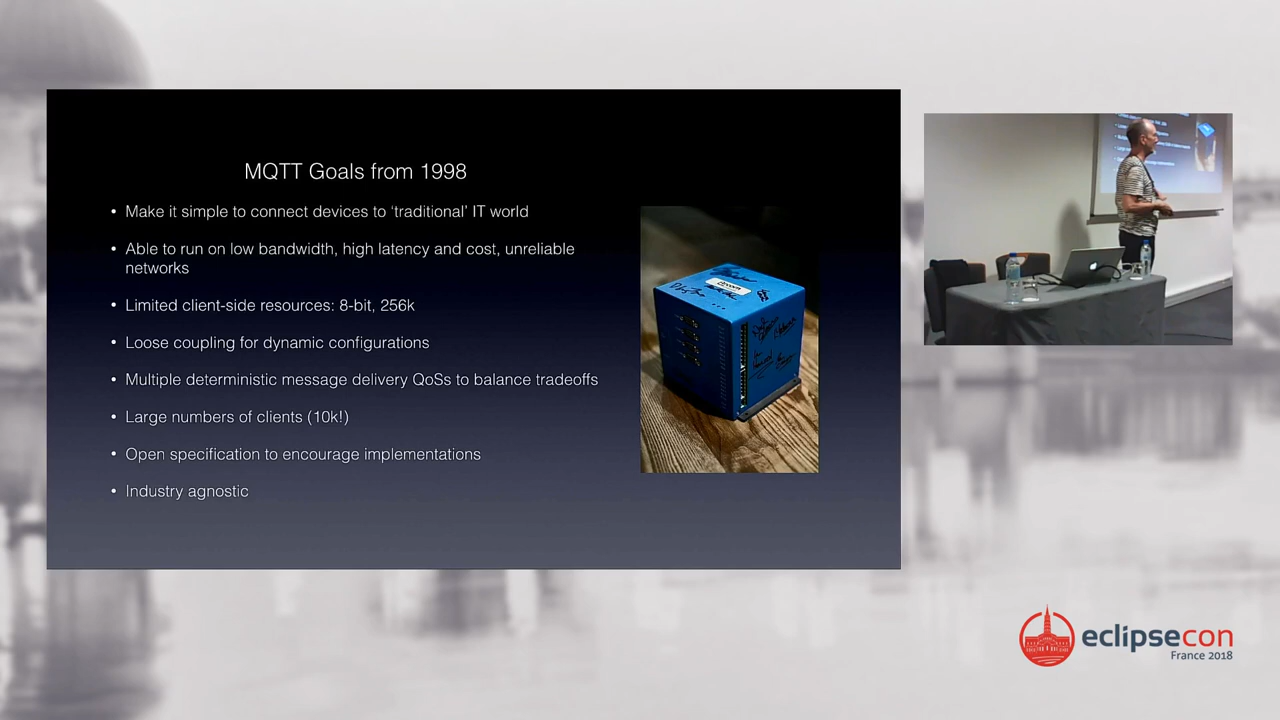 MQTT Goals from 1998
• Make it simple to connect devices to ‘traditional’ IT world
• Able to run on low bandwidth, high latency and cost, unreliable
networks
• Limited client-side resources: 8-bit, 256k
• Loose coupling for dynamic configurations
• Multiple deterministic message delivery QoSs to balance tradeoffs
• Large numbers of clients (10k!)
• Open specification to encourage implementations
• Industry agnostic
eclipsecon
France 2018